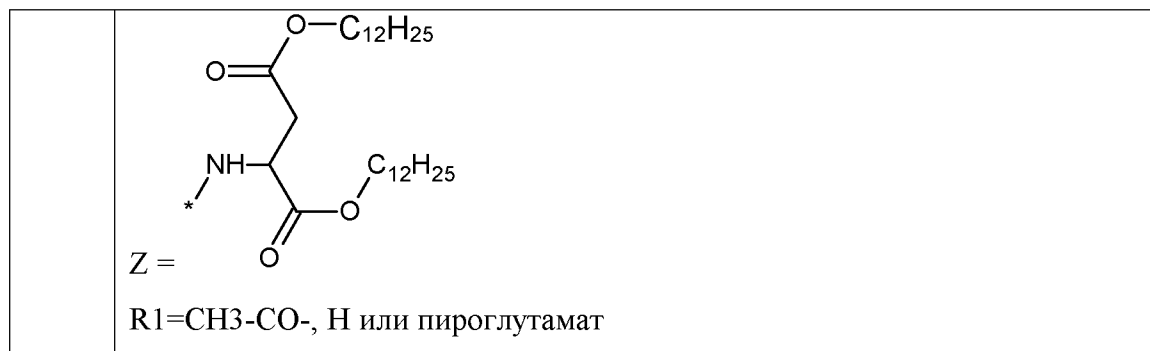 O C₁₂H₂₅
O
NH O C₁₂H₂₅
*
O
Z =
R1=CH3-CO-, H или пироглутамат